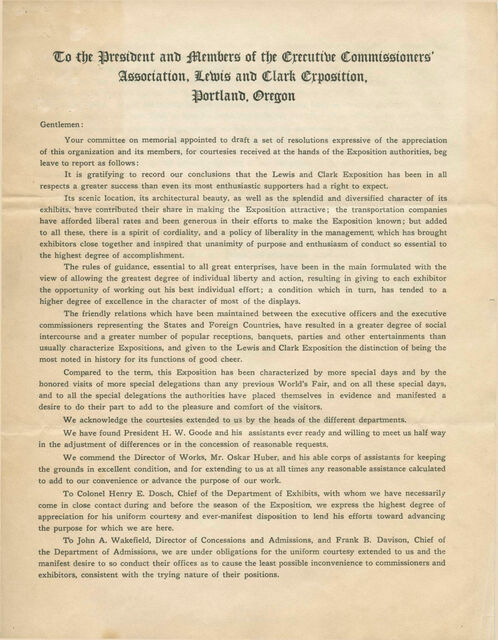 To the President and Members of the Executive Commissioners'
Association, Lewis and Clark Exposition,
Portland, Oregon
Gentlemen:
Your committee on memorial appointed to draft a set of resolutions expressive of the appreciation
of this organization and its members, for courtesies received at the hands of the Exposition authorities, beg
leave to report as follows:
It is gratifying to record our conclusions that the Lewis and Clark Exposition has been in all
respects a greater success than even its most enthusiastic supporters had a right to expect.
Its scenic location, its architectural beauty, as well as the splendid and diversified character of its
exhibits, have contributed their share in making the Exposition attractive; the transportation companies
have afforded liberal rates and been generous in their efforts to make the Exposition known; but added
to all these, there is a spirit of cordiality, and a policy of liberality in the management, which has brought
exhibitors close together and inspired that unanimity of purpose and enthusiasm of conduct so essential to
the highest degree of accomplishment.
The rules of guidance, essential to all great enterprises, have been in the main formulated with the
view of allowing the greatest degree of individual liberty and action, resulting in giving to each exhibitor
the opportunity of working out his best individual effort; a condition which in turn, has tended to a
higher degree of excellence in the character of most of the displays.
The friendly relations which have been maintained between the executive officers and the executive
commissioners representing the States and Foreign Countries, have resulted in a greater degree of social
intercourse and a greater number of popular receptions, banquets, parties and other entertainments than
usually characterize Expositions, and given to the Lewis and Clark Exposition the distinction of being the
most noted in history for its functions of good cheer.
Compared to the term, this Exposition has been characterized by more special days and by the
honored visits of more special delegations than any previous World's Fair, and on all these special days,
and to all the special delegations the authorities have placed themselves in evidence and manifested a
desire to do their part to add to the pleasure and comfort of the visitors.
We acknowledge the courtesies extended to us by the heads of the different departments.
We have found President H. W. Goode and his assistants ever ready and willing to meet us half way
in the adjustment of differences or in the concession of reasonable requests.
We commend the Director of Works, Mr. Oskar Huber, and his able corps of assistants for keeping
the grounds in excellent condition, and for extending to us at all times any reasonable assistance calculated
to add to our convenience or advance the purpose of our work.
To Colonel Henry E. Dosch, Chief of the Department of Exhibits, with whom we have necessarily
come in close contact during and before the season of the Exposition, we express the highest degree of
appreciation for his uniform courtesy and ever-manifest disposition to lend his efforts toward advancing
the purpose for which we are here.
To John A. Wakefield, Director of Concessions and Admissions, and Frank B. Davison, Chief of
the Department of Admissions, we are under obligations for the uniform courtesy extended to us and the
manifest desire to so conduct their offices as to cause the least possible inconvenience to commissioners and
exhibitors, consistent with the trying nature of their positions.